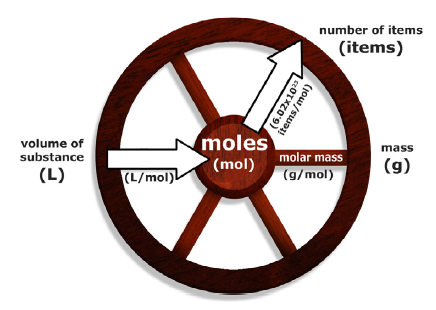 number of items
(items)
(6.02x10²³
items/mol)
volume of
substance
(L)
(L/mol)
moles
(mol)
molar mass
(g/mol)
mass
(g)